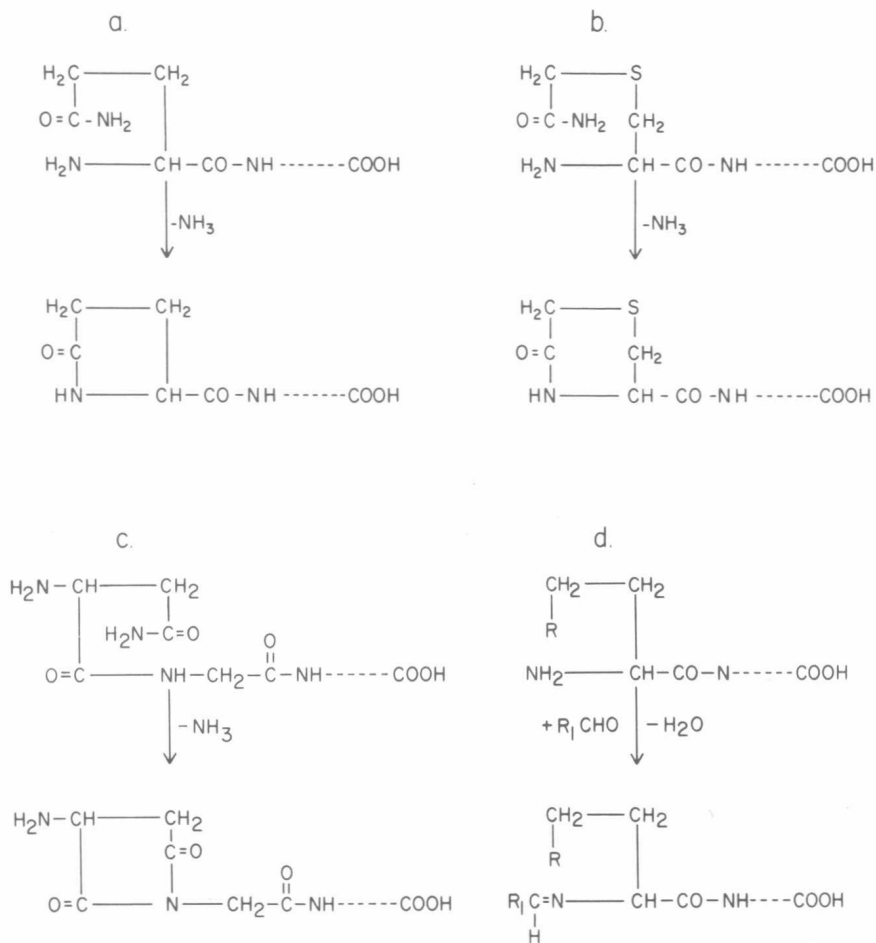 a.
H₂C CH₂
O=C-NH₂
H₂N CH-CO-NH------COOH
-NH₃
H₂C CH₂
O=C
HN CH-CO-NH------COOH
b.
H₂C S
O=C-NH₂ CH₂
H₂N CH-CO-NH------COOH
-NH₃
H₂C S
O=C CH₂
HN CH-CO-NH------COOH
c.
H₂N-CH CH₂
H₂N-C=O
O
O=C NH-CH₂-C-NH------COOH
-NH₃
H₂N-CH CH₂
C=O
O
O=C N-CH₂-C-NH------COOH
d.
CH₂ CH₂
R
NH₂ CH-CO-N------COOH
+R₁CHO -H₂O
CH₂ CH₂
R
R₁C=N CH-CO-NH----COOH
H